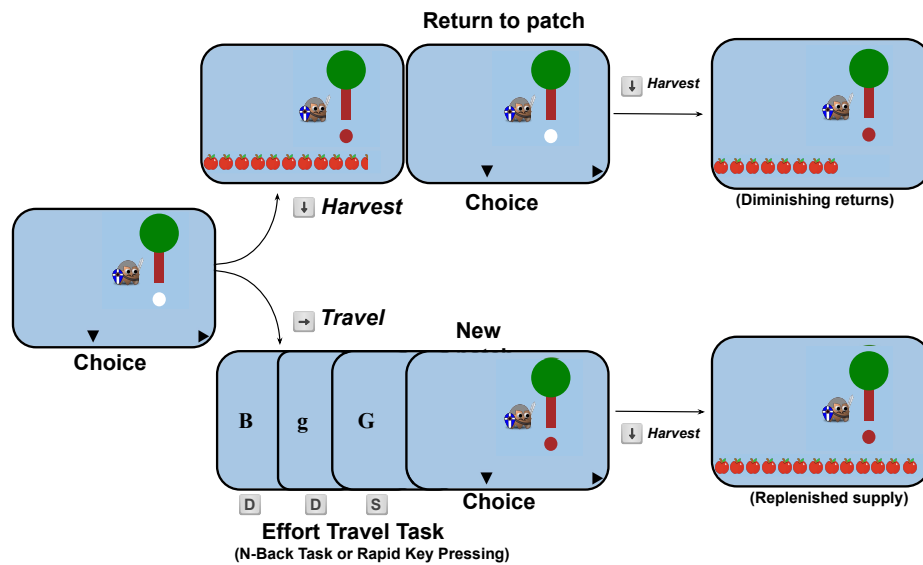 Return to patch
↓ Harvest
Choice
(Diminishing returns)
↓ Harvest
Choice
→ Travel
New
B g G
Choice
↓ Harvest
(Replenished supply)
D D S
Effort Travel Task
(N-Back Task or Rapid Key Pressing)